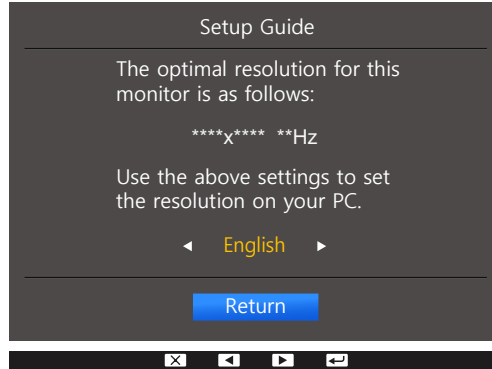 Setup Guide
The optimal resolution for this
monitor is as follows:
****x**** **Hz
Use the above settings to set
the resolution on your PC.
English
Return